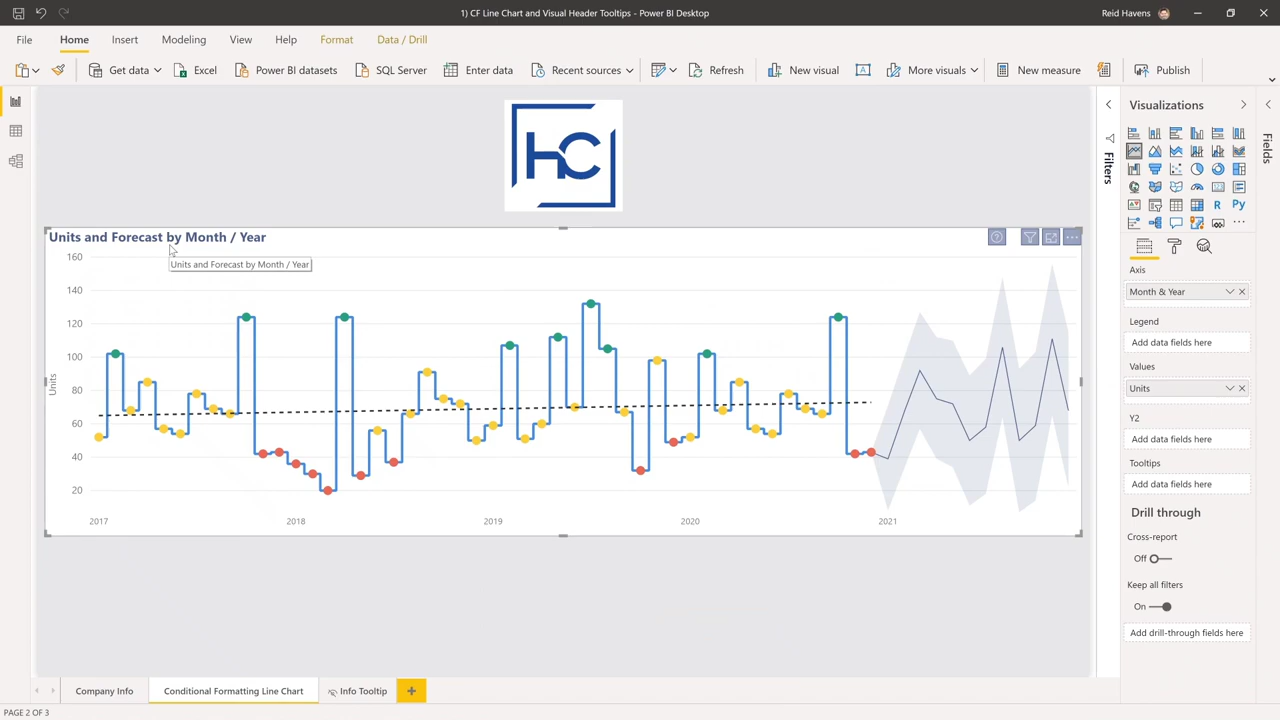 1) CF Line Chart and Visual Header Tooltips - Power BI Desktop
Reid Havens
File Home Insert Modeling View Help Format Data / Drill
Get data Excel Power BI datasets SQL Server Enter data Recent sources Refresh New visual More visuals New measure Publish
hC
Units and Forecast by Month / Year
Units and Forecast by Month / Year
160
140
120
100
80
60
40
20
Units
2017 2018 2019 2020 2021
Filters
Visualizations
R Py
Axis
Month & Year
Legend
Add data fields here
Values
Units
Y2
Add data fields here
Tooltips
Add data fields here
Drill through
Cross-report
Off
Keep all filters
On
Add drill-through fields here
Fields
Company Info Conditional Formatting Line Chart Info Tooltip +
PAGE 2 OF 3